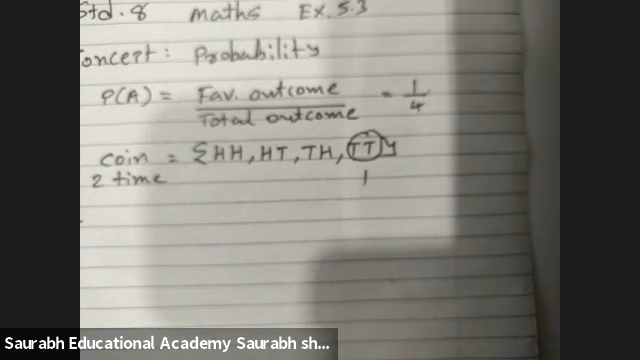 Std. 8 maths Ex. 5.3
oncert: Probability
P(A) = Fav. outcome / Total outcome = 1/4
coin = {HH, HT, TH, TT}
2 time 1
Saurabh Educational Academy Saurabh sh...